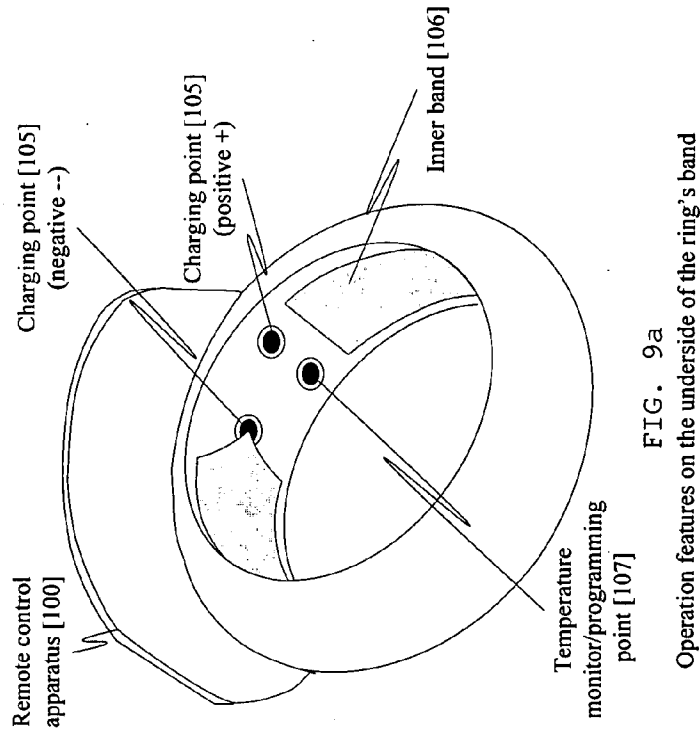 Remote control
apparatus [100]
Charging point [105]
(negative --)
Charging point [105]
(positive +)
Inner band [106]
Temperature
monitor/programming
point [107]
FIG. 9a
Operation features on the underside of the ring's band